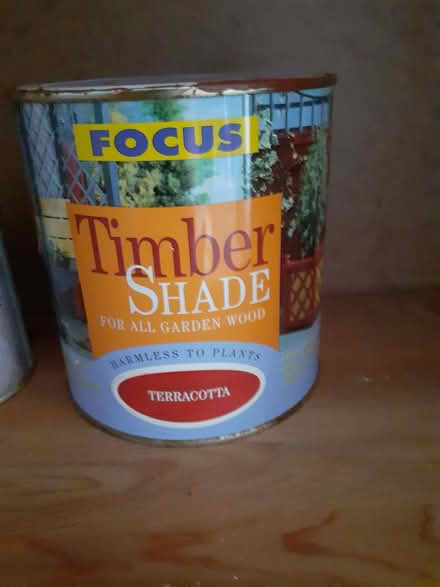 FOCUS
Timber
SHADE
FOR ALL GARDEN WOOD
HARMLESS TO PLANTS
TERRACOTTA